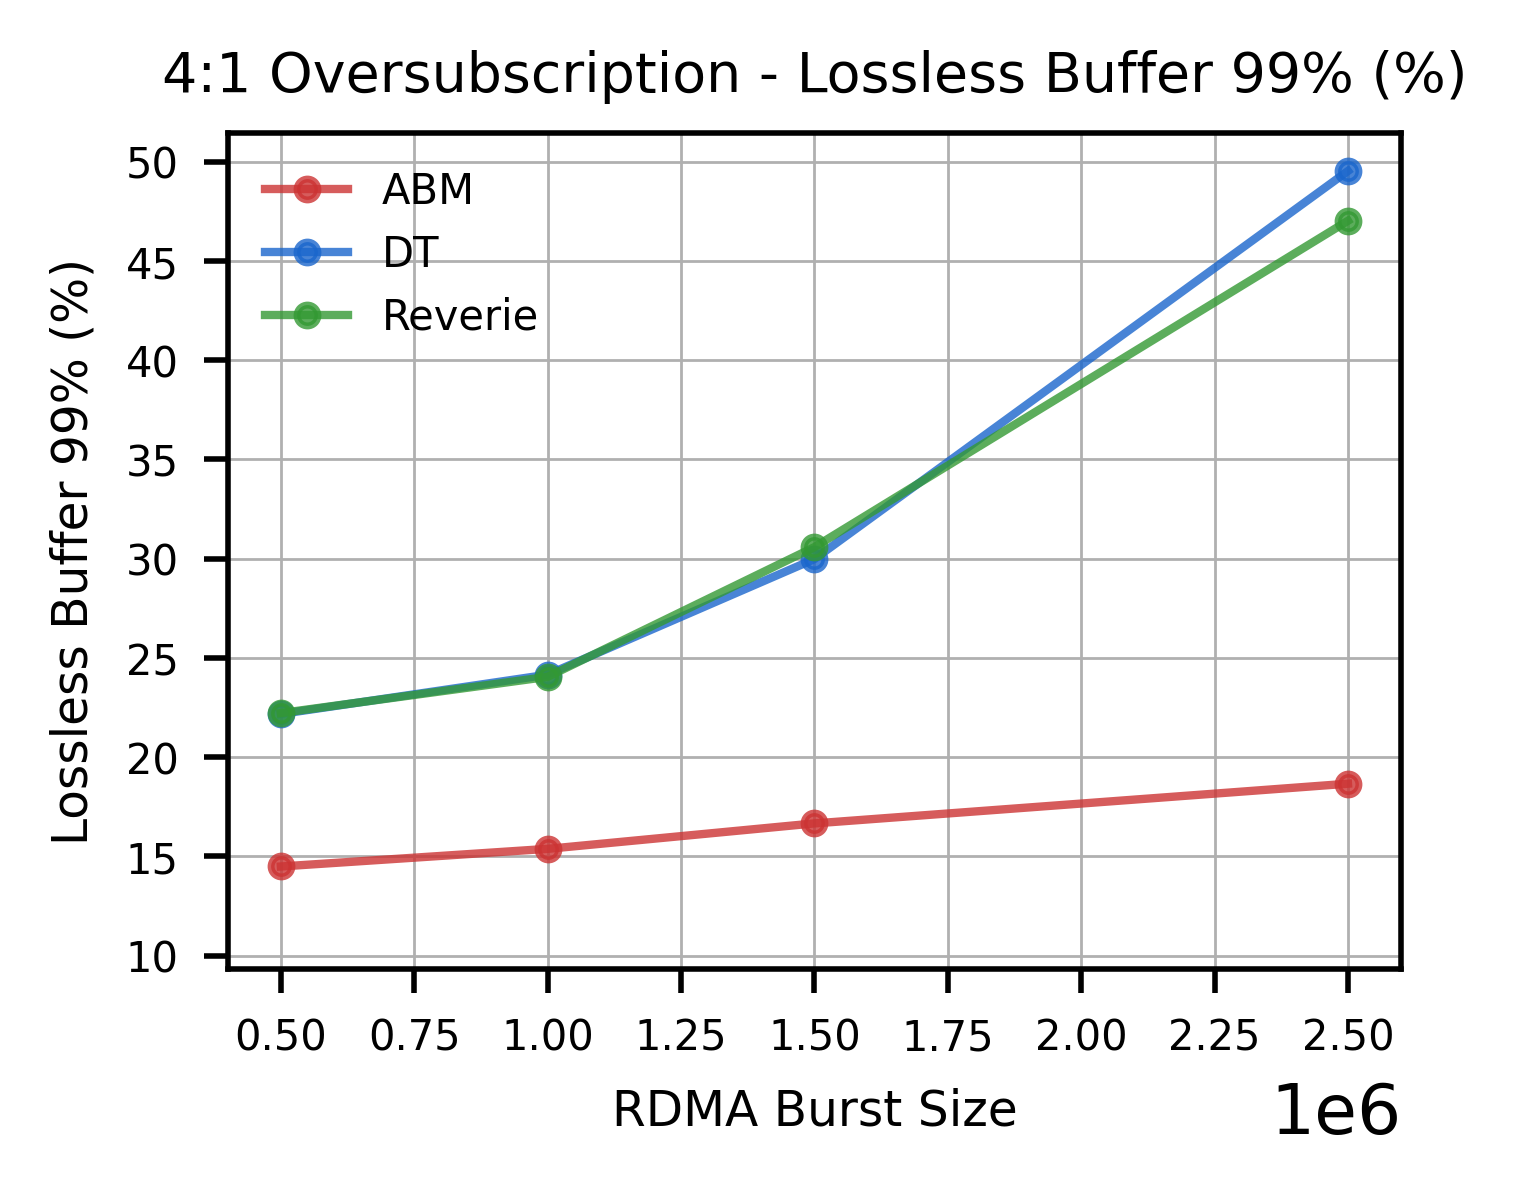 4:1 Oversubscription - Lossless Buffer 99% (%)
Lossless Buffer 99% (%)
50
45
40
35
30
25
20
15
10
ABM
DT
Reverie
0.50 0.75 1.00 1.25 1.50 1.75 2.00 2.25 2.50
RDMA Burst Size
1e6